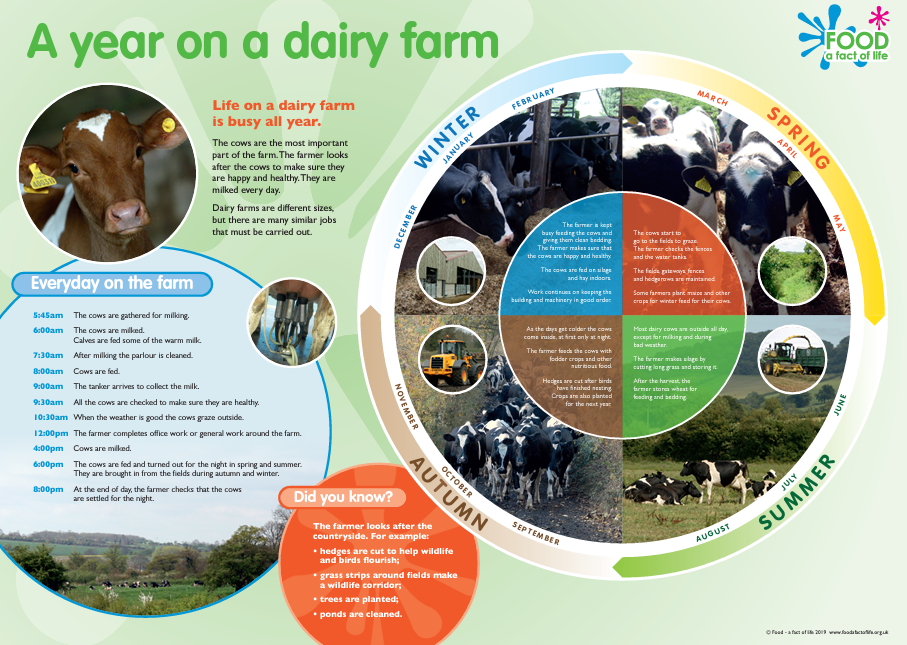 A year on a dairy farm
FOOD
a fact of life
Life on a dairy farm
is busy all year.
The cows are the most important
part of the farm. The farmer looks
after the cows to make sure they
are happy and healthy. They are
milked every day.
Dairy farms are different sizes,
but there are many similar jobs
that must be carried out.
Everyday on the farm
5:45am The cows are gathered for milking.
6:00am The cows are milked.
Calves are fed some of the warm milk.
7:30am After milking the parlour is cleaned.
8:00am Cows are fed.
9:00am The tanker arrives to collect the milk.
9:30am All the cows are checked to make sure they are healthy.
10:30am When the weather is good the cows graze outside.
12:00pm The farmer completes office work or general work around the farm.
4:00pm Cows are milked.
6:00pm The cows are fed and turned out for the night in spring and summer.
They are brought in from the fields during autumn and winter.
8:00pm At the end of day, the farmer checks that the cows
are settled for the night.
Did you know?
The farmer looks after the
countryside. For example:
• hedges are cut to help wildlife
and birds flourish;
• grass strips around fields make
a wildlife corridor;
• trees are planted;
• ponds are cleaned.
WINTER
DECEMBER
JANUARY
FEBRUARY
The farmer is kept
busy feeding the cows and
giving them clean bedding.
The farmer makes sure that
the cows are happy and healthy.
The cows are fed on silage
and hay indoors.
Work continues on keeping the
building and machinery in good order.
SPRING
MARCH
APRIL
MAY
The cows start to
go to the fields to graze.
The farmer checks the fences
and the water tanks.
The fields, gateways, fences
and hedgerows are maintained.
Some farmers plant maize and other
crops for winter feed for their cows.
SUMMER
JUNE
JULY
AUGUST
Most dairy cows are outside all day,
except for milking and during
bad weather.
The farmer makes silage by
cutting long grass and storing it.
After the harvest, the
farmer stores wheat for
feeding and bedding.
AUTUMN
SEPTEMBER
OCTOBER
NOVEMBER
As the days get colder the cows
come inside, at first only at night.
The farmer feeds the cows with
fodder crops and other
nutritious food.
Hedges are cut after birds
have finished nesting.
Crops are also planted
for the next year.
© Food - a fact of life 2019 www.foodafactoflife.org.uk